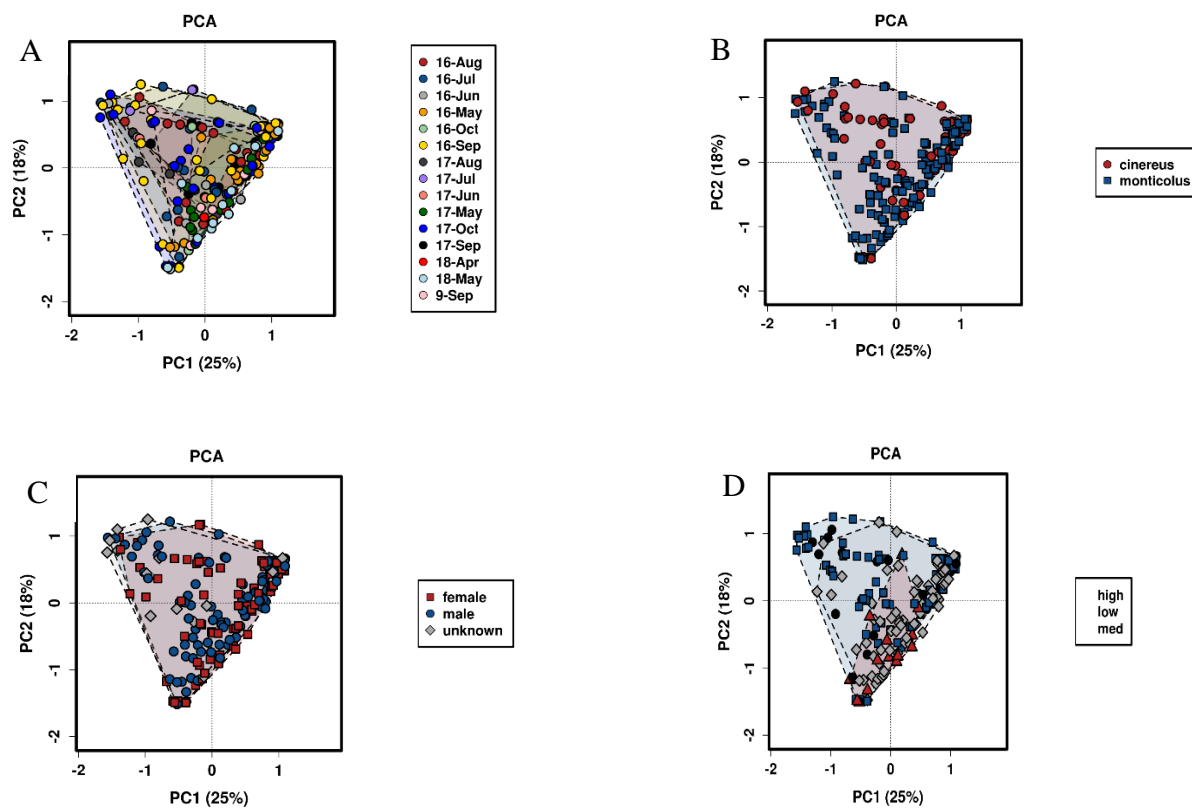 PCA
A
2
1
0
-1
-2
PC2 (18%)
-2
-1
0
1
PC1 (25%)
16-Aug
16-Jul
16-Jun
16-May
16-Oct
16-Sep
17-Aug
17-Jul
17-Jun
17-May
17-Oct
17-Sep
18-Apr
18-May
9-Sep
PCA
B
1
0
-1
-2
PC2 (18%)
-2
-1
0
1
PC1 (25%)
cinereus
monticolus
PCA
C
1
0
-1
-2
PC2 (18%)
-2
-1
0
1
PC1 (25%)
female
male
unknown
PCA
D
1
0
-1
-2
PC2 (18%)
-2
-1
0
1
PC1 (25%)
high
low
med